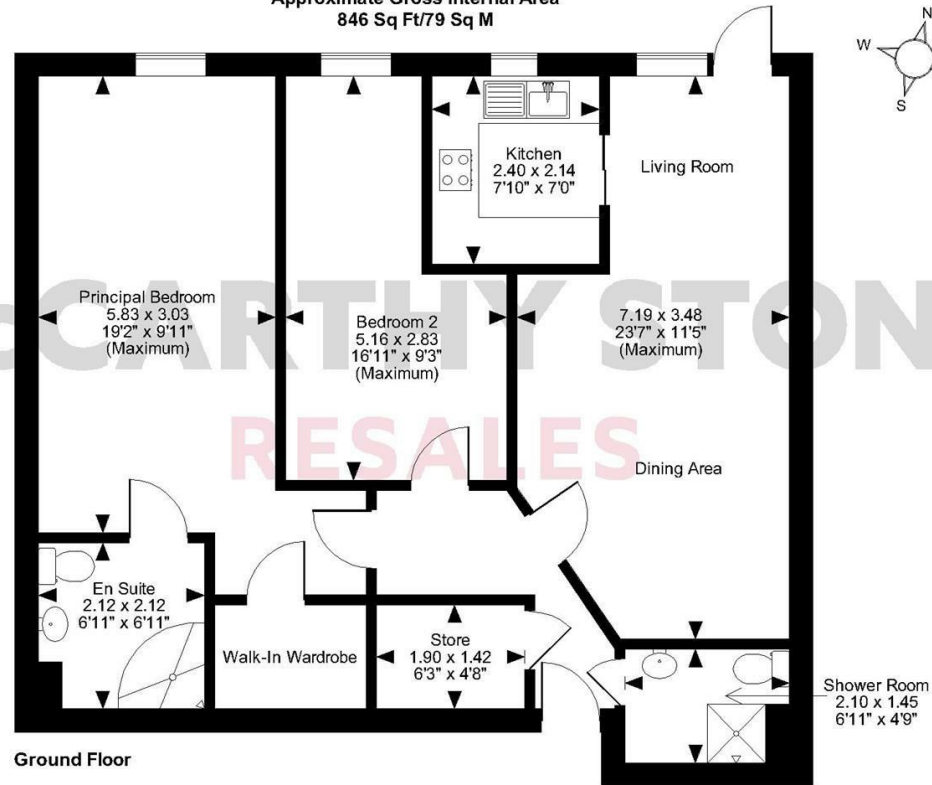 Approximate Gross Internal Area
846 Sq Ft/79 Sq M
N
W
S
Kitchen
2.40 x 2.14
7'10" x 7'0"
Living Room
Principal Bedroom
5.83 x 3.03
19'2" x 9'11"
(Maximum)
Bedroom 2
5.16 x 2.83
16'11" x 9'3"
(Maximum)
7.19 x 3.48
23'7" x 11'5"
(Maximum)
cCARTHY STON
RESALES
Dining Area
En Suite
2.12 x 2.12
6'11" x 6'11"
Walk-In Wardrobe
Store
1.90 x 1.42
6'3" x 4'8"
Shower Room
2.10 x 1.45
6'11" x 4'9"
Ground Floor